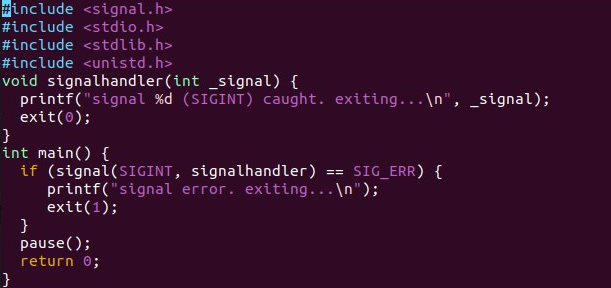 #include <signal.h>
#include <stdio.h>
#include <stdlib.h>
#include <unistd.h>
void signalhandler(int _signal) {
  printf("signal %d (SIGINT) caught. exiting...\n", _signal);
  exit(0);
}
int main() {
  if (signal(SIGINT, signalhandler) == SIG_ERR) {
     printf("signal error. exiting...\n");
     exit(1);
  }
  pause();
  return 0;
}